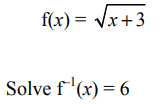 f(x) = √x+3
Solve f⁻¹(x) = 6